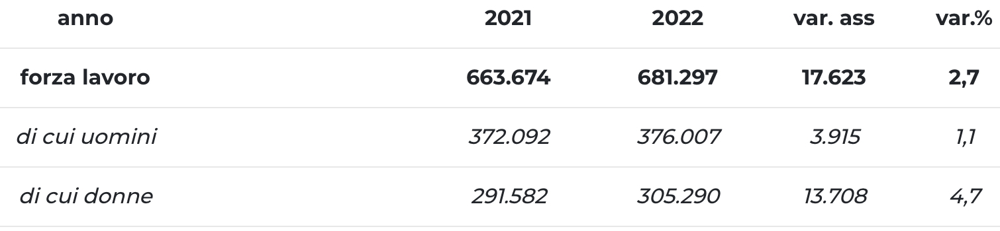 anno 2021 2022 var. ass var.%
forza lavoro 663.674 681.297 17.623 2,7
di cui uomini 372.092 376.007 3.915 1,1
di cui donne 291.582 305.290 13.708 4,7